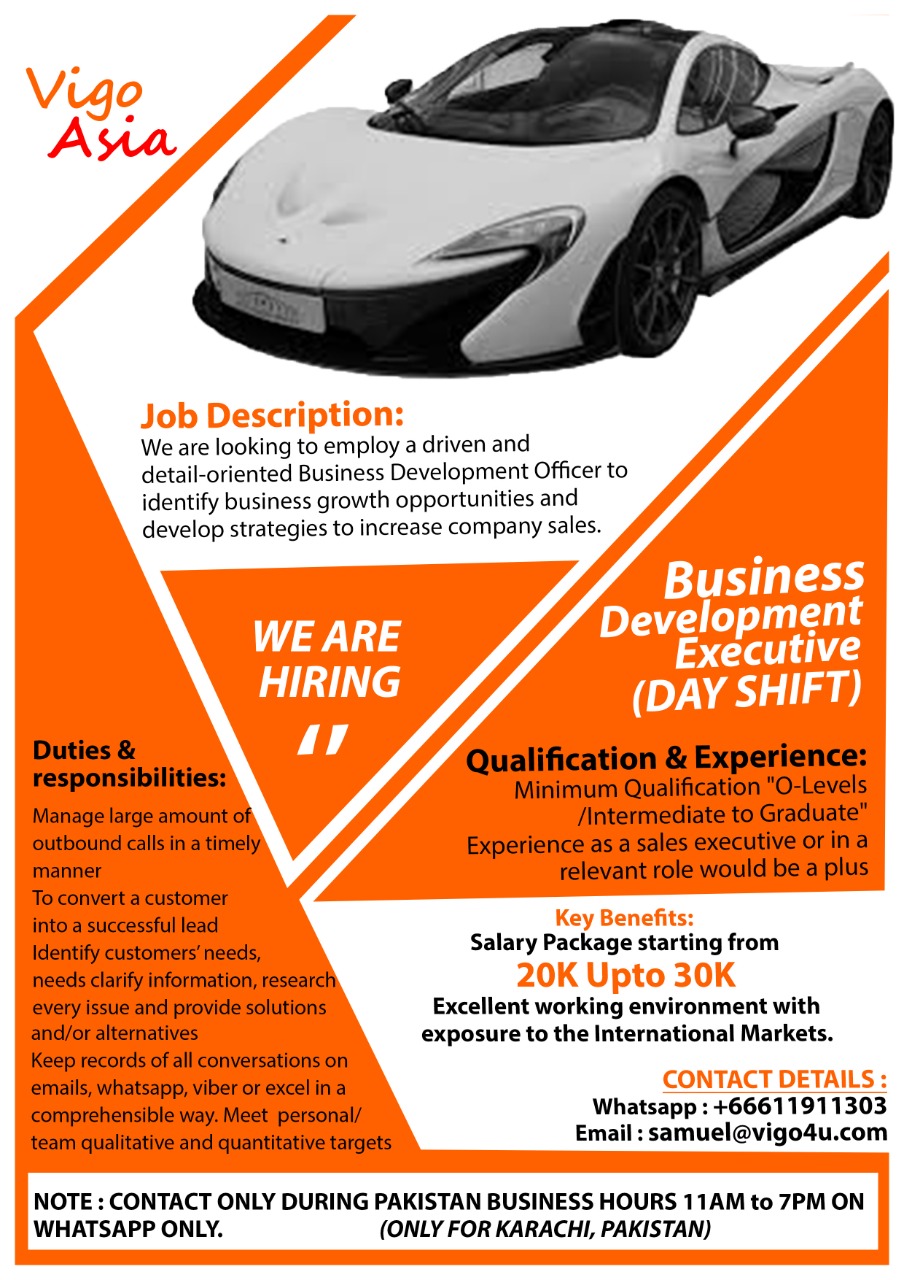 Vigo
Asia
Job Description:
We are looking to employ a driven and
detail-oriented Business Development Officer to
identify business growth opportunities and
develop strategies to increase company sales.
WE ARE
HIRING
"
Business
Development
Executive
(DAY SHIFT)
Qualification & Experience:
Minimum Qualification "O-Levels
/Intermediate to Graduate"
Experience as a sales executive or in a
relevant role would be a plus
Duties &
responsibilities:
Manage large amount of
outbound calls in a timely
manner
To convert a customer
into a successful lead
Identify customers' needs,
needs clarify information, research
every issue and provide solutions
and/or alternatives
Keep records of all conversations on
emails, whatsapp, viber or excel in a
comprehensible way. Meet personal/
team qualitative and quantitative targets
Key Benefits:
Salary Package starting from
20K Upto 30K
Excellent working environment with
exposure to the International Markets.
CONTACT DETAILS :
Whatsapp : +66611911303
Email : samuel@vigo4u.com
NOTE : CONTACT ONLY DURING PAKISTAN BUSINESS HOURS 11AM to 7PM ON
WHATSAPP ONLY. (ONLY FOR KARACHI, PAKISTAN)